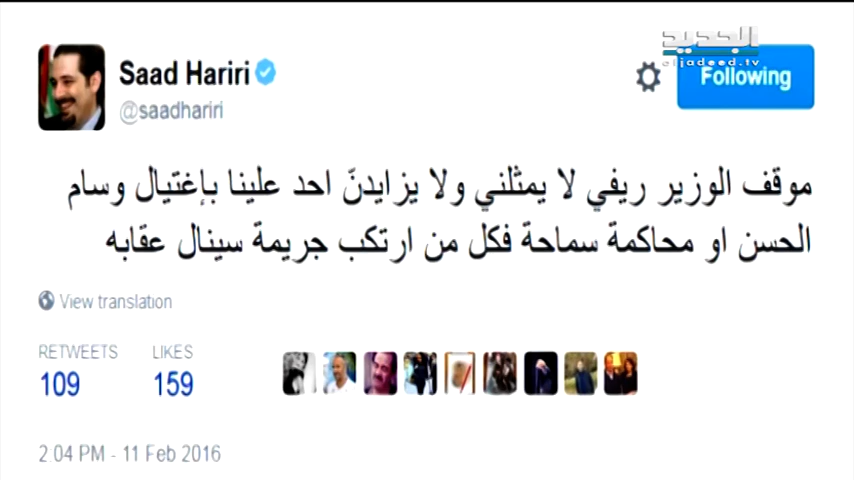 الجديد
eljadeed.tv
Saad Hariri
@saadhariri
Following
موقف الوزير ريفي لا يمثلني ولا يزايدنّ احد علينا بإغتيال وسام
الحسن او محاكمة سماحة فكل من ارتكب جريمة سينال عقابه
View translation
RETWEETS LIKES
109 159
2:04 PM - 11 Feb 2016